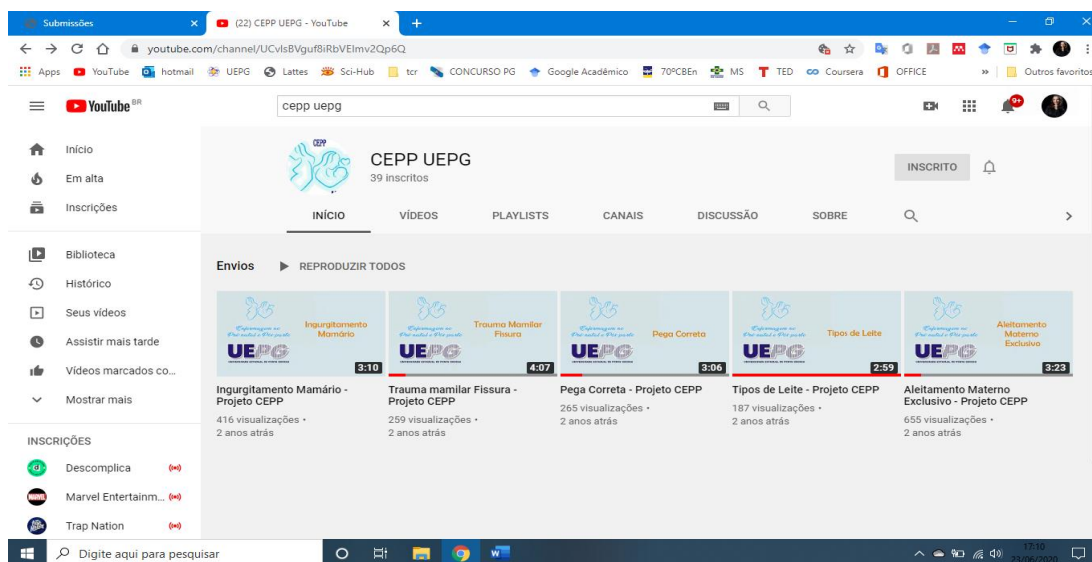 Submissões
(22) CEPP UEPG - YouTube
youtube.com/channel/UCvlsBVguf8iRbVElmv2Qp6Q
Apps YouTube hotmail UEPG Lattes Sci-Hub tcr CONCURSO PG Google Acadêmico 70ºCBEn MS TED Coursera OFFICE » Outros favoritos
YouTube BR
cepp uepg
9+
Início
Em alta
Inscrições
Biblioteca
Histórico
Seus vídeos
Assistir mais tarde
Vídeos marcados co...
Mostrar mais
INSCRIÇÕES
Descomplica
Marvel Entertainm...
Trap Nation
CEPP
CEPP UEPG
39 inscritos
INSCRITO
INÍCIO VÍDEOS PLAYLISTS CANAIS DISCUSSÃO SOBRE
Envios REPRODUZIR TODOS
Ingurgitamento
Mamário
UEPG
3:10
Ingurgitamento Mamário -
Projeto CEPP
416 visualizações •
2 anos atrás
Trauma Mamilar
Fissura
UEPG
4:07
Trauma mamilar Fissura -
Projeto CEPP
259 visualizações •
2 anos atrás
Pega Correta
UEPG
3:06
Pega Correta - Projeto CEPP
265 visualizações •
2 anos atrás
Tipos de Leite
UEPG
2:59
Tipos de Leite - Projeto CEPP
187 visualizações •
2 anos atrás
Aleitamento
Materno
Exclusivo
UEPG
3:23
Aleitamento Materno
Exclusivo - Projeto CEPP
655 visualizações •
2 anos atrás
Digite aqui para pesquisar
17:10
23/06/2020